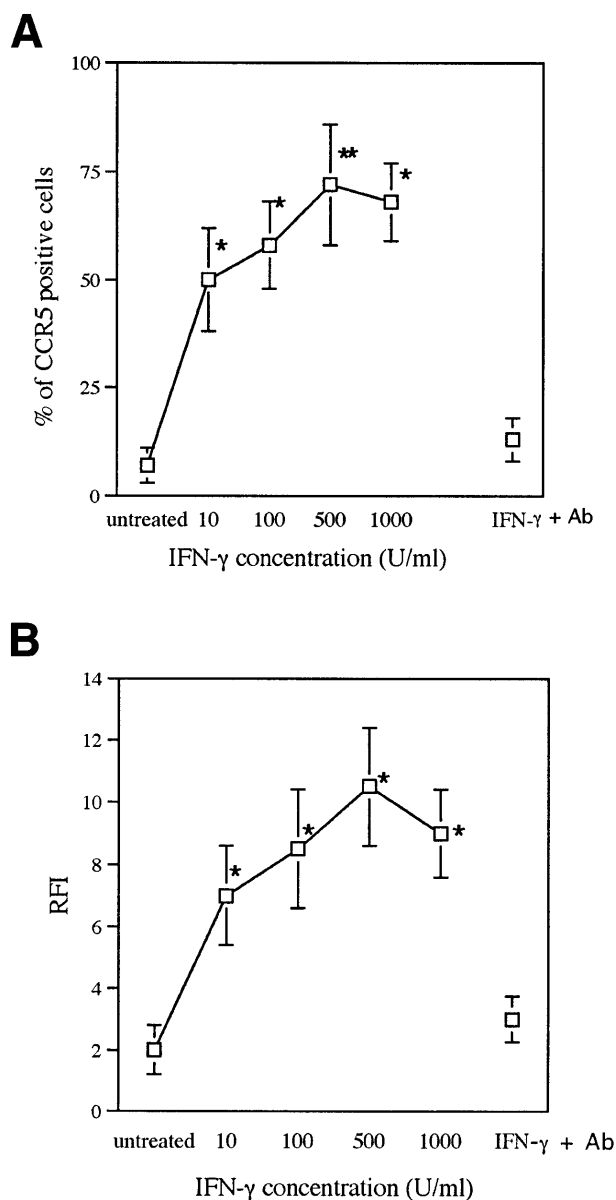 A
100
75
50
25
0
% of CCR5 positive cells
*
*
**
*
untreated 10 100 500 1000 IFN-γ + Ab
IFN-γ concentration (U/ml)
B
14
12
10
8
6
4
2
0
RFI
*
*
*
*
untreated 10 100 500 1000 IFN-γ + Ab
IFN-γ concentration (U/ml)